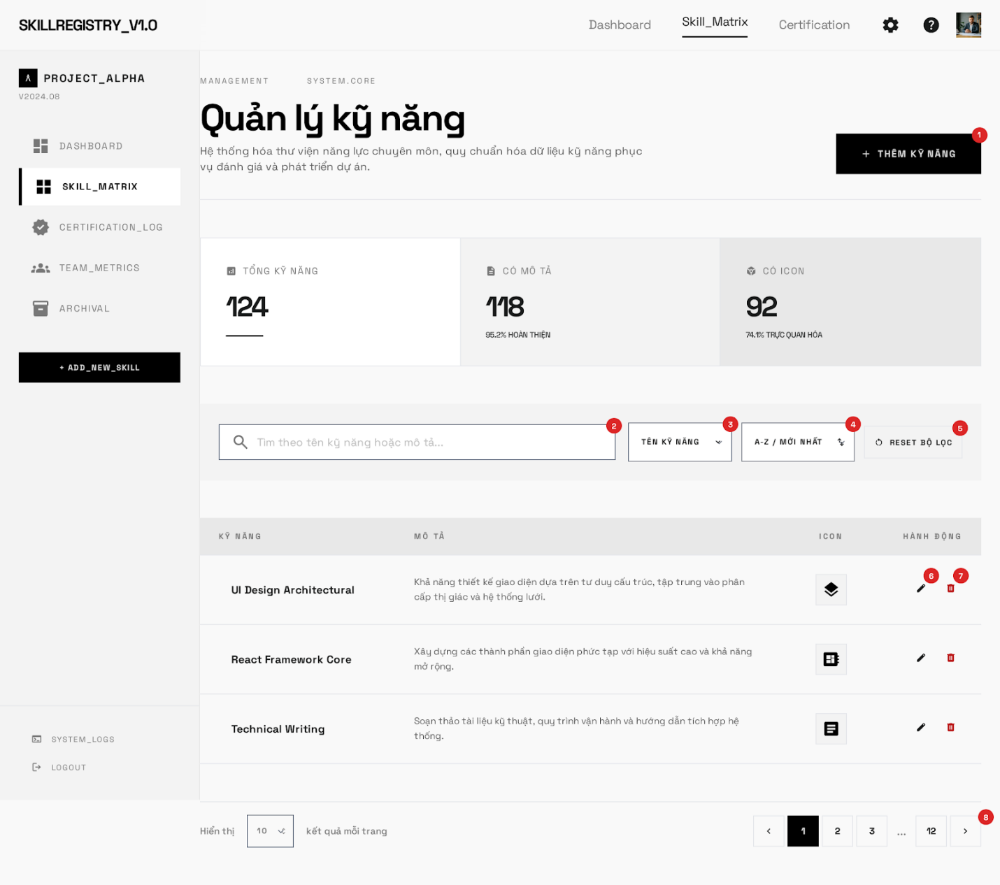 SKILLREGISTRY_V1.0
Dashboard
Skill_Matrix
Certification
PROJECT_ALPHA
V2024.08
DASHBOARD
SKILL_MATRIX
CERTIFICATION_LOG
TEAM_METRICS
ARCHIVAL
+ ADD_NEW_SKILL
SYSTEM_LOGS
LOGOUT
MANAGEMENT
SYSTEM.CORE
Quản lý kỹ năng
Hệ thống hóa thư viện năng lực chuyên môn, quy chuẩn hóa dữ liệu kỹ năng phục
vụ đánh giá và phát triển dự án.
1
+ THÊM KỸ NĂNG
TỔNG KỸ NĂNG
124
CÓ MÔ TẢ
118
95.2% HOÀN THIỆN
CÓ ICON
92
74.1% TRỰC QUAN HÓA
Tìm theo tên kỹ năng hoặc mô tả...
2
TÊN KỸ NĂNG
3
A-Z / MỚI NHẤT
4
RESET BỘ LỌC
5
KỸ NĂNG
MÔ TẢ
ICON
HÀNH ĐỘNG
UI Design Architectural
Khả năng thiết kế giao diện dựa trên tư duy cấu trúc, tập trung vào phân
cấp thị giác và hệ thống lưới.
6
7
React Framework Core
Xây dựng các thành phần giao diện phức tạp với hiệu suất cao và khả năng
mở rộng.
Technical Writing
Soạn thảo tài liệu kỹ thuật, quy trình vận hành và hướng dẫn tích hợp hệ
thống.
Hiển thị
10
kết quả mỗi trang
1
2
3
...
12
8